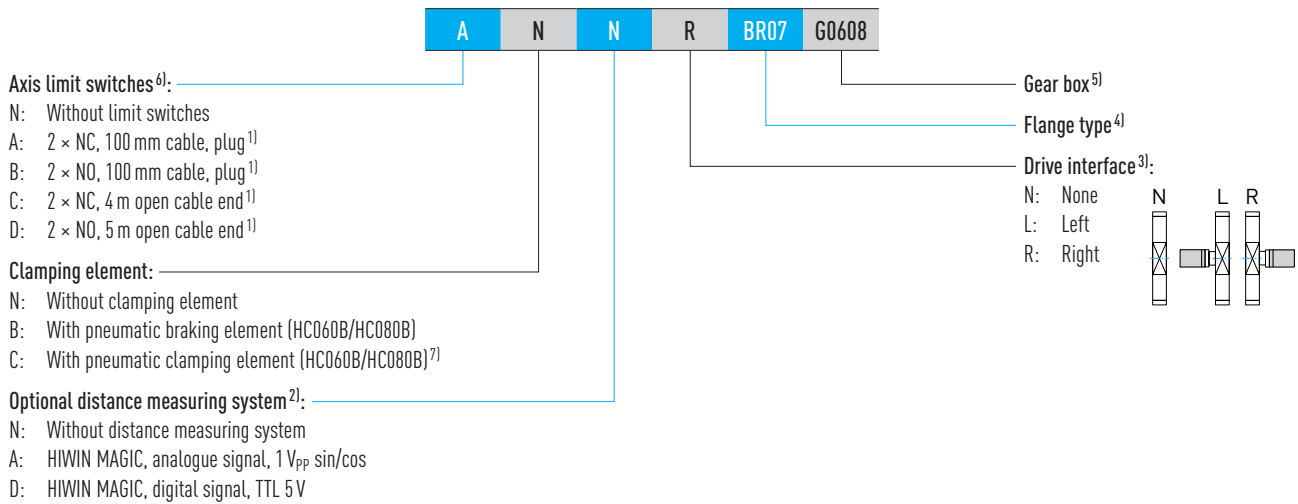 A N N R BR07 G0608
Axis limit switches 6):
N: Without limit switches
A: 2 × NC, 100 mm cable, plug 1)
B: 2 × NO, 100 mm cable, plug 1)
C: 2 × NC, 4 m open cable end 1)
D: 2 × NO, 5 m open cable end 1)
Clamping element:
N: Without clamping element
B: With pneumatic braking element (HC060B/HC080B)
C: With pneumatic clamping element (HC060B/HC080B) 7)
Optional distance measuring system 2):
N: Without distance measuring system
A: HIWIN MAGIC, analogue signal, 1 VPP sin/cos
D: HIWIN MAGIC, digital signal, TTL 5 V
Gear box 5)
Flange type 4)
Drive interface 3):
N: None
L: Left
R: Right
N L R